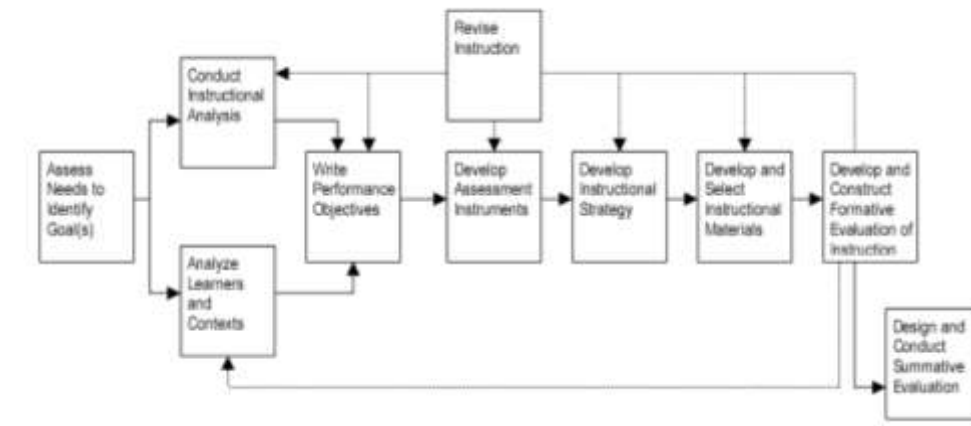 Revise
Instruction
Conduct
Instructional
Analysis
Assess
Needs to
Identify
Goal(s)
Write
Performance
Objectives
Develop
Assessment
Instruments
Develop
Instructional
Strategy
Develop and
Select
Instructional
Materials
Develop and
Construct
Formative
Evaluation of
Instruction
Analyze
Learners
and
Contexts
Design and
Conduct
Summative
Evaluation